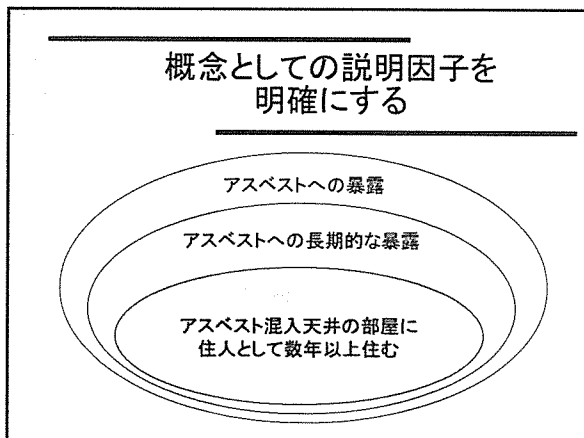 概念としての説明因子を
明確にする
アスベストへの暴露
アスベストへの長期的な暴露
アスベスト混入天井の部屋に
住人として数年以上住む